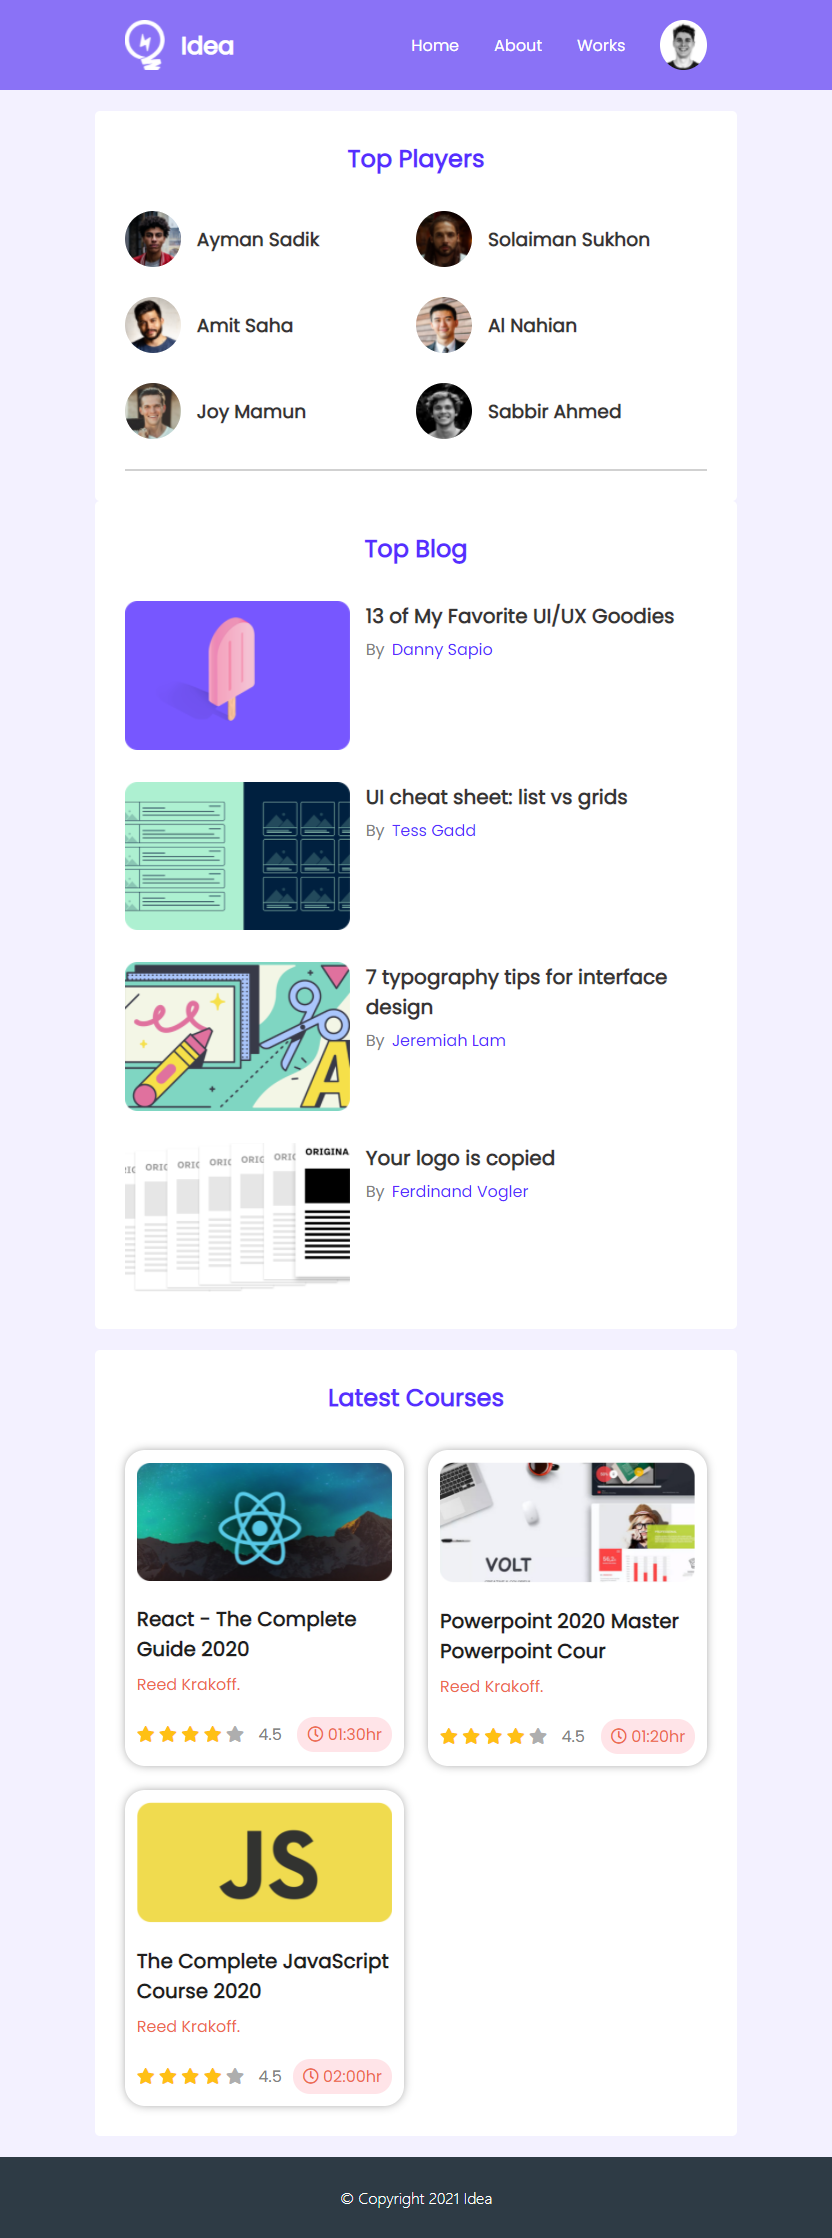 Idea
Home
About
Works
Top Players
Ayman Sadik
Solaiman Sukhon
Amit Saha
Al Nahian
Joy Mamun
Sabbir Ahmed
Top Blog
13 of My Favorite UI/UX Goodies
By Danny Sapio
UI cheat sheet: list vs grids
By Tess Gadd
7 typography tips for interface
design
By Jeremiah Lam
ORIGINA
Your logo is copied
By Ferdinand Vogler
Latest Courses
React - The Complete
Guide 2020
Reed Krakoff.
4.5
01:30hr
VOLT
Powerpoint 2020 Master
Powerpoint Cour
Reed Krakoff.
4.5
01:20hr
JS
The Complete JavaScript
Course 2020
Reed Krakoff.
4.5
02:00hr
© Copyright 2021 Idea